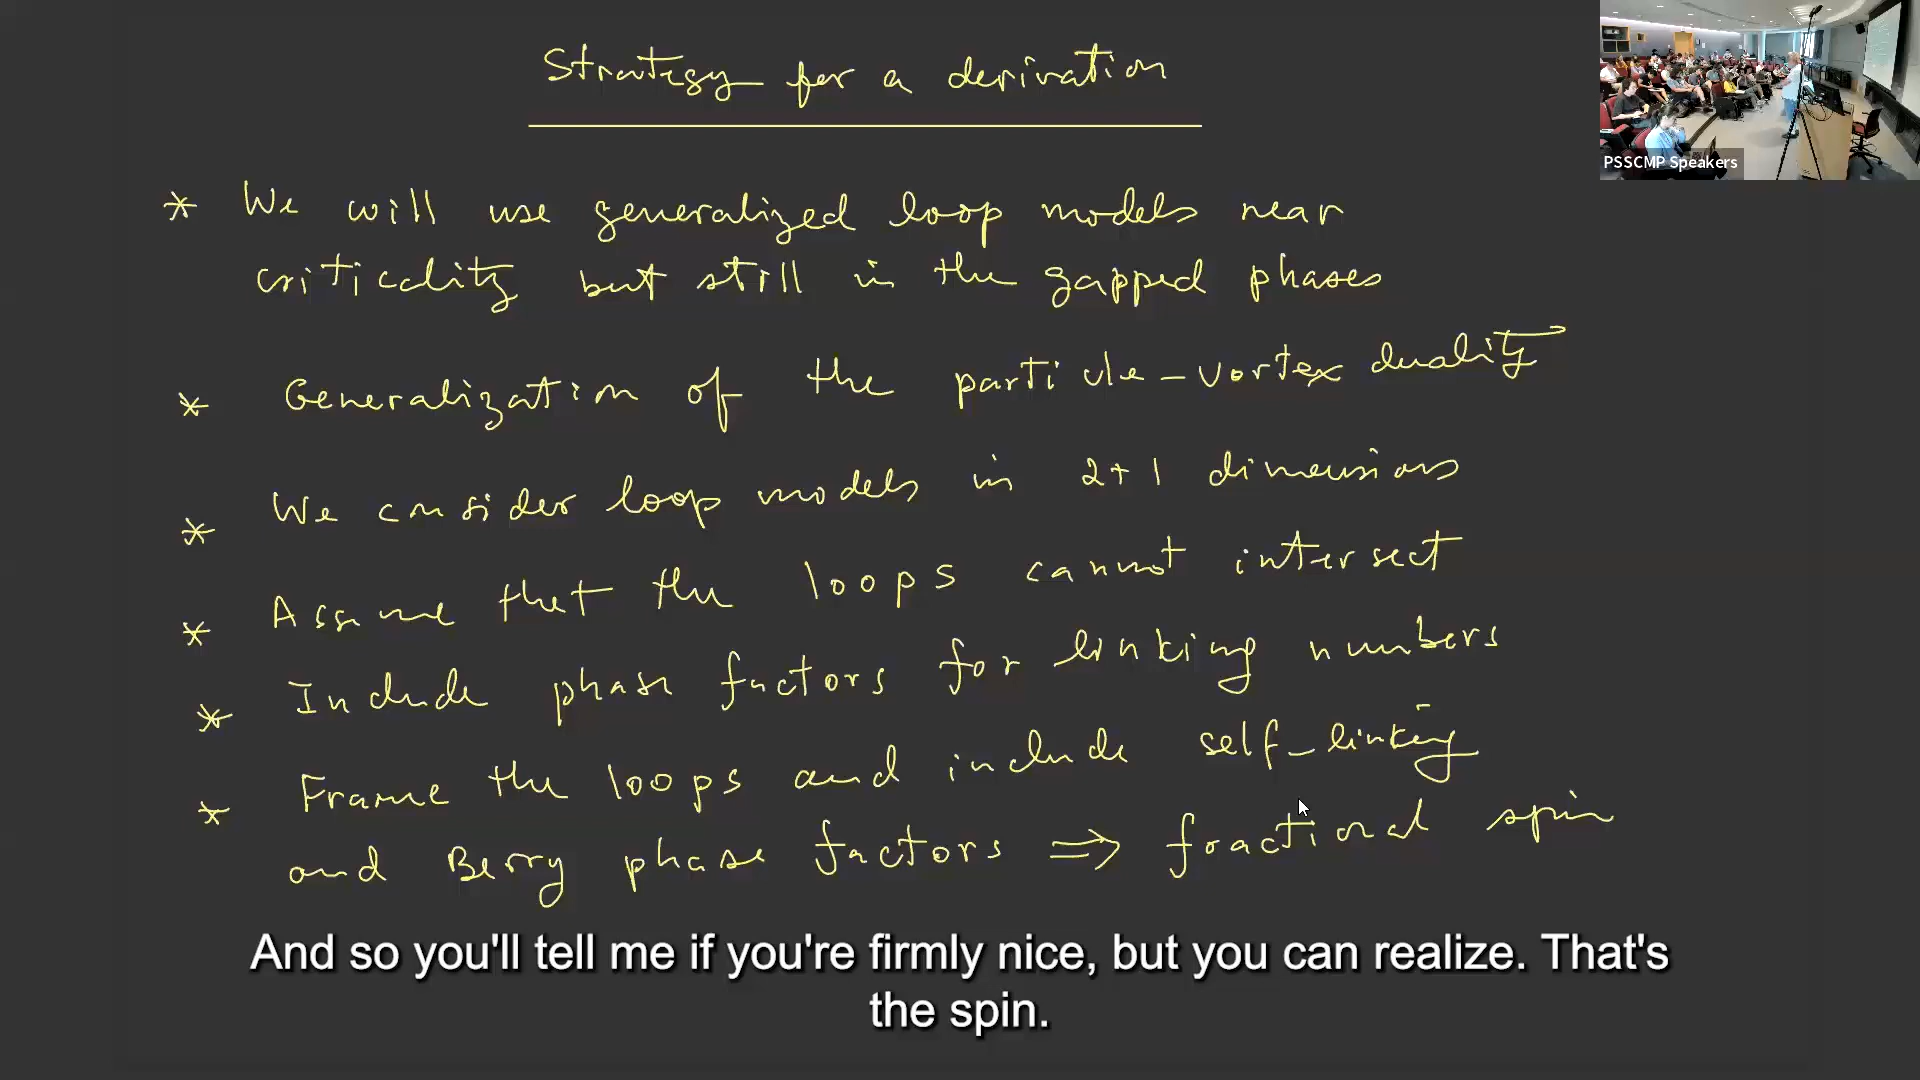 Strategy for a derivation
PSSCMP Speakers
* We will use generalized loop models near
criticality but still in the gapped phases
* Generalization of the particle-vortex duality
* We consider loop models in 2+1 dimensions
* Assume that the loops cannot intersect
* Include phase factors for linking numbers
* Frame the loops and include self-linking
and Berry phase factors ⇒ fractional spin
And so you'll tell me if you're firmly nice, but you can realize. That's
the spin.